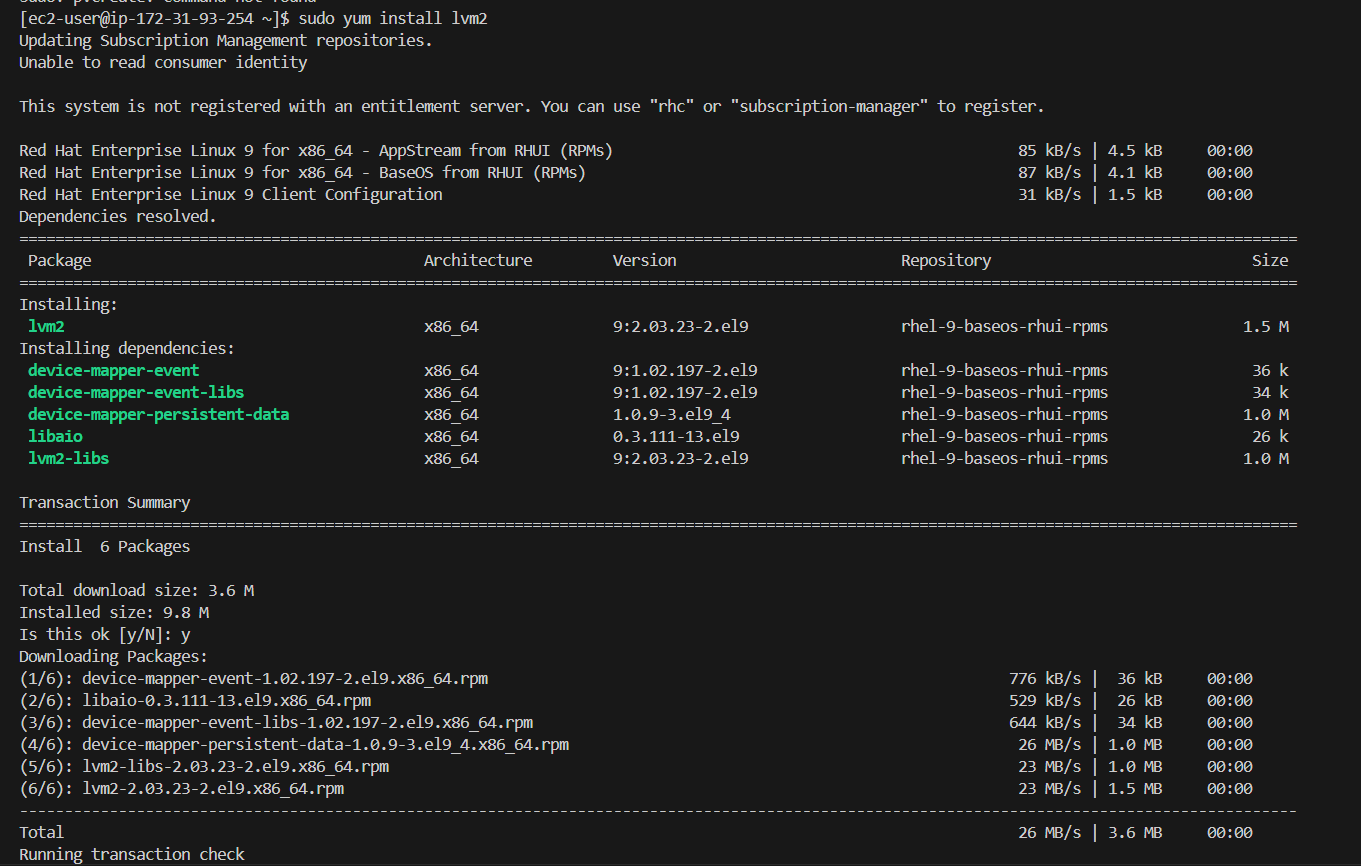 sudo: pvcreate: command not found
[ec2-user@ip-172-31-93-254 ~]$ sudo yum install lvm2
Updating Subscription Management repositories.
Unable to read consumer identity
This system is not registered with an entitlement server. You can use "rhc" or "subscription-manager" to register.
Red Hat Enterprise Linux 9 for x86_64 - AppStream from RHUI (RPMs) 85 kB/s | 4.5 kB 00:00
Red Hat Enterprise Linux 9 for x86_64 - BaseOS from RHUI (RPMs) 87 kB/s | 4.1 kB 00:00
Red Hat Enterprise Linux 9 Client Configuration 31 kB/s | 1.5 kB 00:00
Dependencies resolved.
================================================================================
Package Architecture Version Repository Size
================================================================================
Installing:
lvm2 x86_64 9:2.03.23-2.el9 rhel-9-baseos-rhui-rpms 1.5 M
Installing dependencies:
device-mapper-event x86_64 9:1.02.197-2.el9 rhel-9-baseos-rhui-rpms 36 k
device-mapper-event-libs x86_64 9:1.02.197-2.el9 rhel-9-baseos-rhui-rpms 34 k
device-mapper-persistent-data x86_64 1.0.9-3.el9_4 rhel-9-baseos-rhui-rpms 1.0 M
libaio x86_64 0.3.111-13.el9 rhel-9-baseos-rhui-rpms 26 k
lvm2-libs x86_64 9:2.03.23-2.el9 rhel-9-baseos-rhui-rpms 1.0 M
Transaction Summary
================================================================================
Install 6 Packages
Total download size: 3.6 M
Installed size: 9.8 M
Is this ok [y/N]: y
Downloading Packages:
(1/6): device-mapper-event-1.02.197-2.el9.x86_64.rpm 776 kB/s | 36 kB 00:00
(2/6): libaio-0.3.111-13.el9.x86_64.rpm 529 kB/s | 26 kB 00:00
(3/6): device-mapper-event-libs-1.02.197-2.el9.x86_64.rpm 644 kB/s | 34 kB 00:00
(4/6): device-mapper-persistent-data-1.0.9-3.el9_4.x86_64.rpm 26 MB/s | 1.0 MB 00:00
(5/6): lvm2-libs-2.03.23-2.el9.x86_64.rpm 23 MB/s | 1.0 MB 00:00
(6/6): lvm2-2.03.23-2.el9.x86_64.rpm 23 MB/s | 1.5 MB 00:00
--------------------------------------------------------------------------------
Total 26 MB/s | 3.6 MB 00:00
Running transaction check